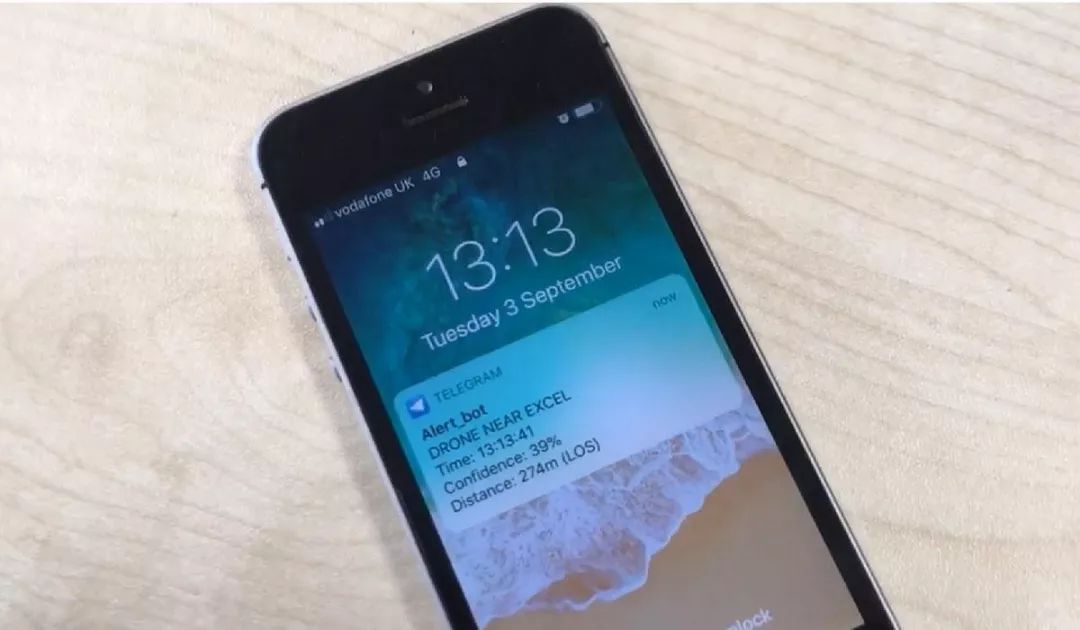 vodafone UK 4G
13:13
Tuesday 3 September
TELEGRAM
now
Alert_bot
DRONE NEAR EXCEL
Time: 13:13:41
Confidence: 39%
Distance: 274m (LOS)